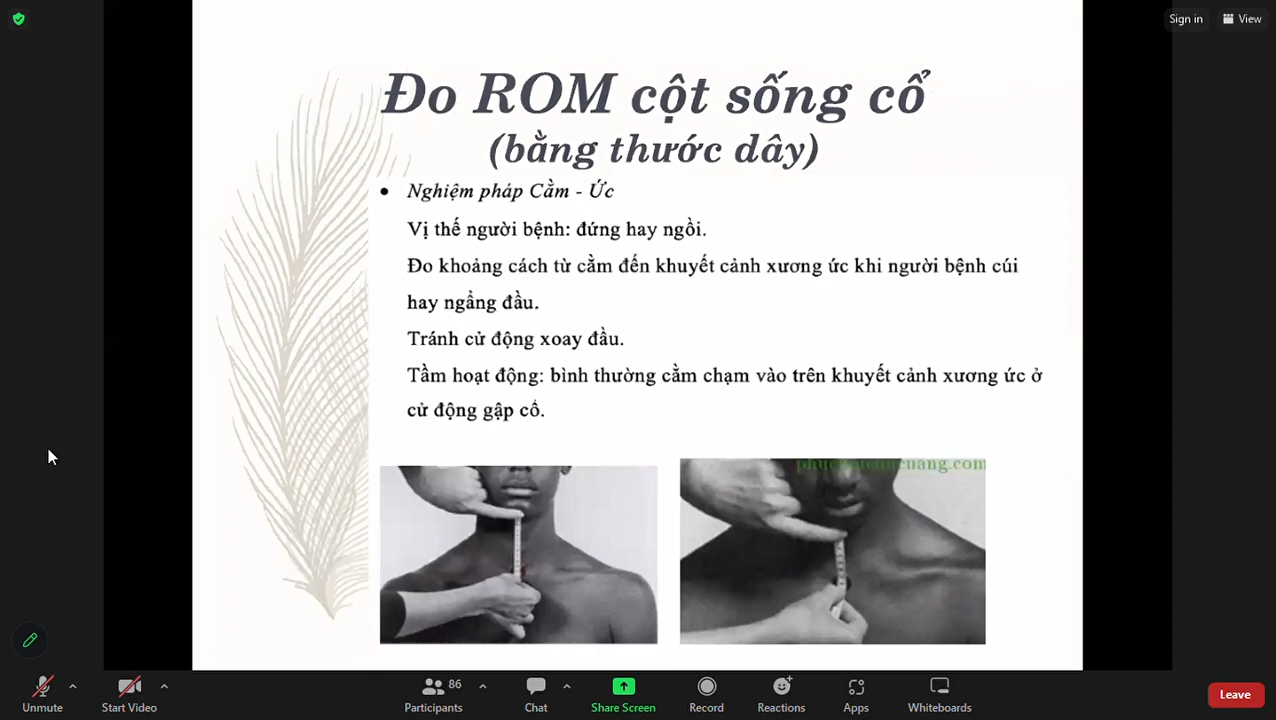 Sign in
View
Đo ROM cột sống cổ
(bằng thước dây)
• Nghiệm pháp Cằm - Ức
Vị thế người bệnh: đứng hay ngồi.
Đo khoảng cách từ cằm đến khuyết cảnh xương ức khi người bệnh cúi
hay ngẩng đầu.
Tránh cử động xoay đầu.
Tầm hoạt động: bình thường cằm chạm vào trên khuyết cảnh xương ức ở
cử động gập cổ.
Unmute
Start Video
86
Participants
Chat
Share Screen
Record
Reactions
Apps
Whiteboards
Leave